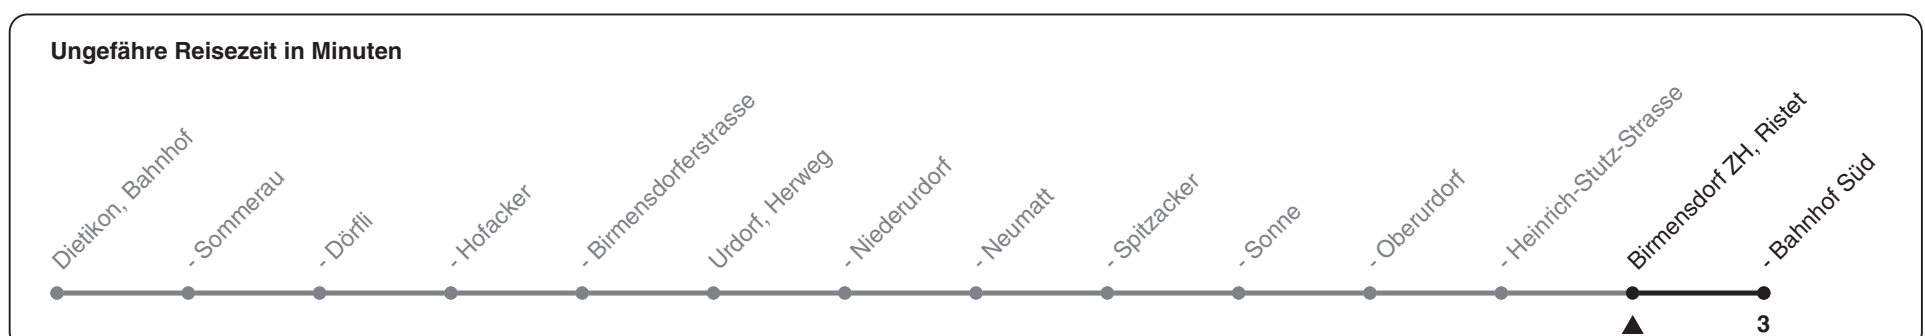 Ungefähre Reisezeit in Minuten
Dietikon, Bahnhof
- Sommerau
- Dörfli
- Hofacker
- Birmensdorferstrasse
Urdorf, Herweg
- Niederurdorf
- Neumatt
- Spitzacker
- Sonne
- Oberurdorf
- Heinrich-Stutz-Strasse
Birmensdorf ZH, Ristet
- Bahnhof Süd
3